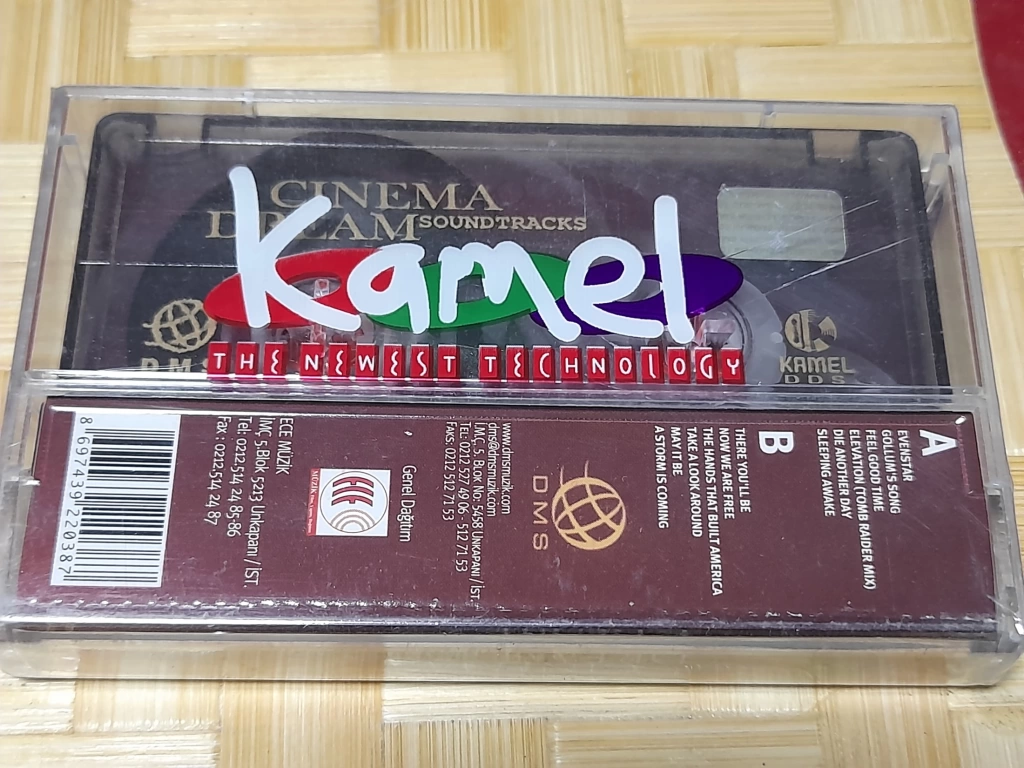 CINEMA
DREAM SOUNDTRACKS
Kamel
THE NEWEST TECHNOLOGY
DMS
KAMEL
DDS
A
EVENSTAR
GOLLUM'S SONG
FEEL GOOD TIME
ELEVATION (TOMB RAIDER MIX)
DIE ANOTHER DAY
SLEEPING AWAKE
B
THERE YOU'LL BE
NOW WE ARE FREE
THE HANDS THAT BUILT AMERICA
TAKE A LOOK AROUND
MAY IT BE
A STORM IS COMING
DMS
www.dmsmuzik.com
dms@dmsmuzik.com
İMÇ. 5. Blok No: 5458 UNKAPANI / İST.
TEL: 0212. 527 49 06 - 512 71 53
FAKS: 0212. 512 71 53
Genel Dağıtım
ECE
MÜZİK
ECE MÜZİK
İMÇ. 5.Blok 5313 Unkapanı / İST.
Tel: 0212.514 24 85-86
Fax : 0212.514 24 87
8 697439 220387